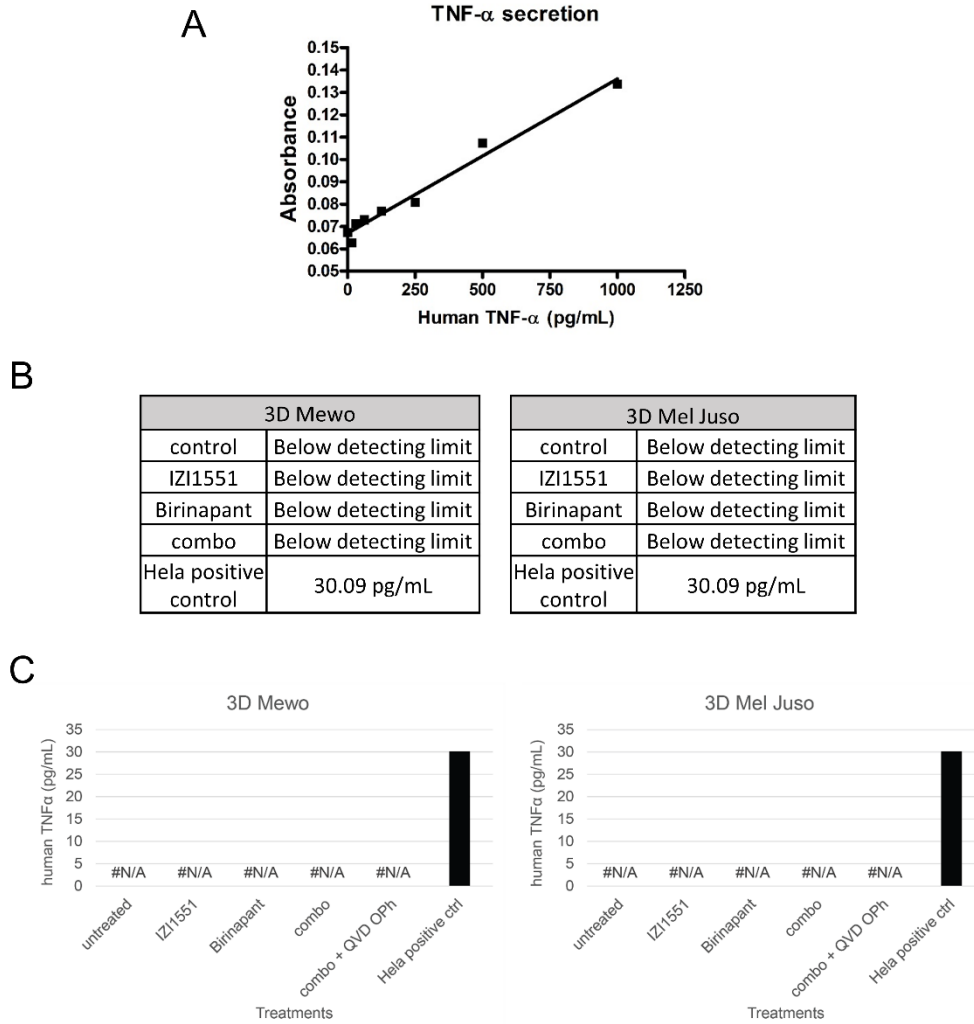 A
TNF-α secretion
Absorbance
0.15
0.14
0.13
0.12
0.11
0.10
0.09
0.08
0.07
0.06
0.05
0 250 500 750 1000 1250
Human TNF-α (pg/mL)
B
3D Mewo
control Below detecting limit
IZI1551 Below detecting limit
Birinapant Below detecting limit
combo Below detecting limit
Hela positive
control
30.09 pg/mL
3D Mel Juso
control Below detecting limit
IZI1551 Below detecting limit
Birinapant Below detecting limit
combo Below detecting limit
Hela positive
control
30.09 pg/mL
C
3D Mewo
human TNFα (pg/mL)
35
30
25
20
15
10
5
0
#N/A #N/A #N/A #N/A #N/A
untreated
IZI1551
Birinapant
combo
combo + QVD OPh
Hela positive ctrl
Treatments
3D Mel Juso
human TNFα (pg/mL)
35
30
25
20
15
10
5
0
#N/A #N/A #N/A #N/A #N/A
untreated
IZI1551
Birinapant
combo
combo + QVD OPh
Hela positive ctrl
Treatments